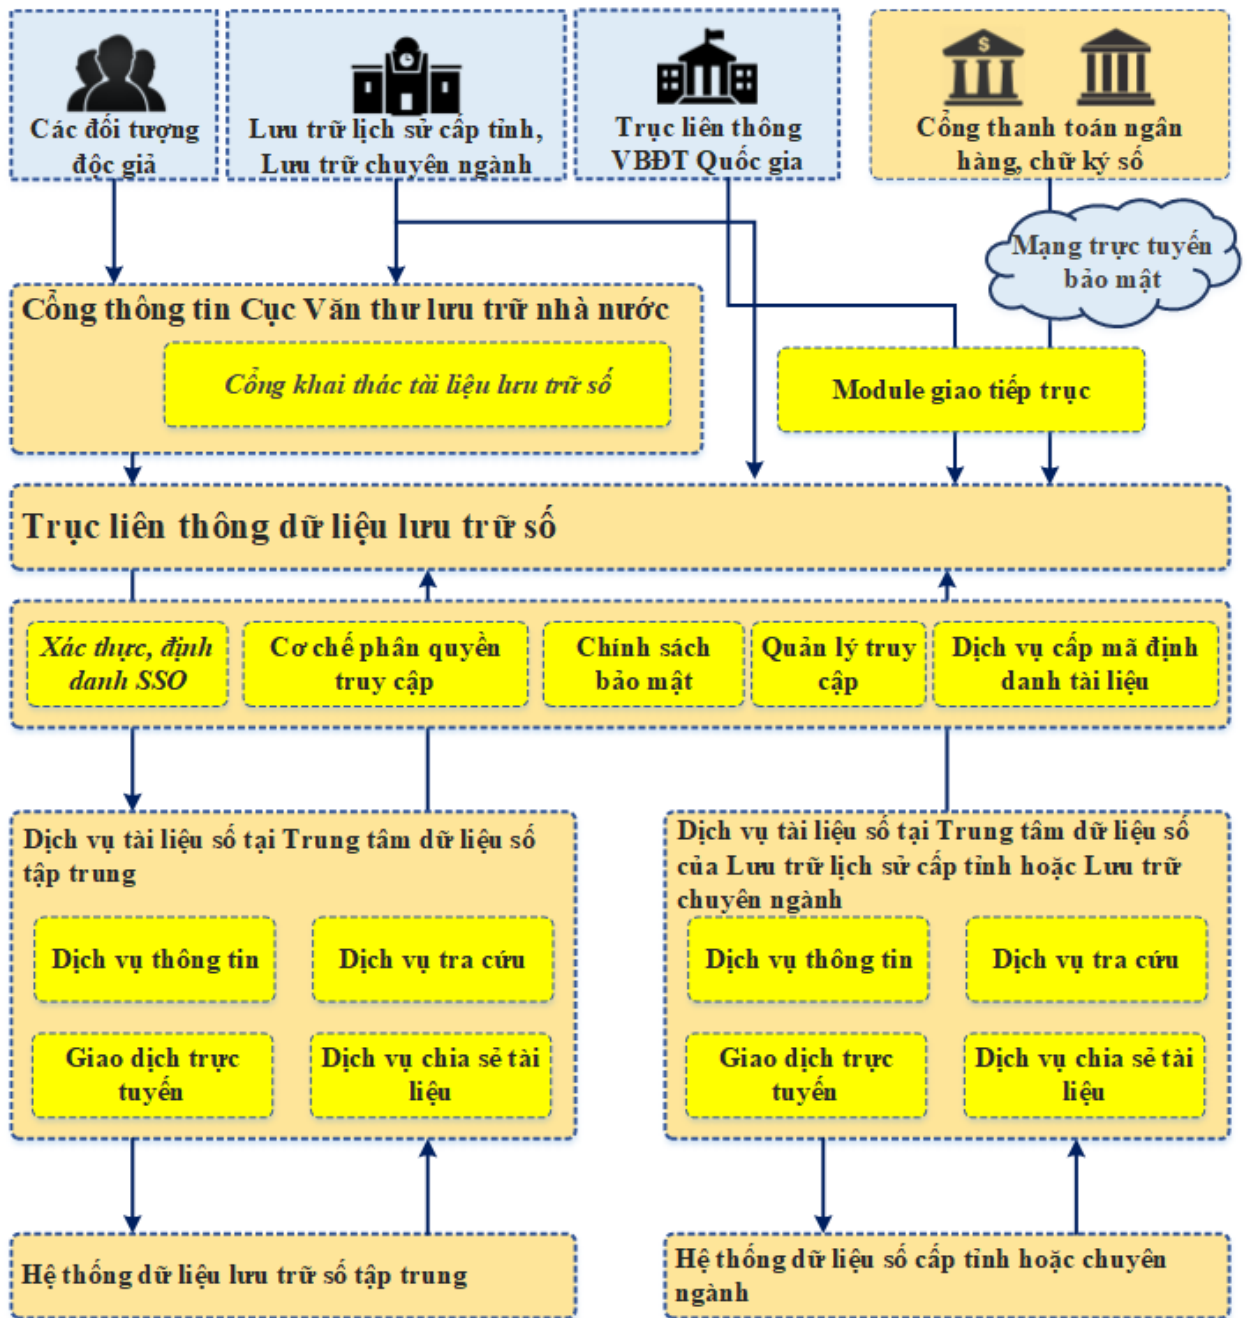 Các đối tượng
độc giả
Lưu trữ lịch sử cấp tỉnh,
Lưu trữ chuyên ngành
Trục liên thông
VBĐT Quốc gia
$
Cổng thanh toán ngân
hàng, chữ ký số
Mạng trực tuyến
bảo mật
Cổng thông tin Cục Văn thư lưu trữ nhà nước
Cổng khai thác tài liệu lưu trữ số
Module giao tiếp trục
Trục liên thông dữ liệu lưu trữ số
Xác thực, định
danh SSO
Cơ chế phân quyền
truy cập
Chính sách
bảo mật
Quản lý truy
cập
Dịch vụ cấp mã định
danh tài liệu
Dịch vụ tài liệu số tại Trung tâm dữ liệu số
tập trung
Dịch vụ thông tin
Dịch vụ tra cứu
Giao dịch trực
tuyến
Dịch vụ chia sẻ tài
liệu
Dịch vụ tài liệu số tại Trung tâm dữ liệu số
của Lưu trữ lịch sử cấp tỉnh hoặc Lưu trữ
chuyên ngành
Dịch vụ thông tin
Dịch vụ tra cứu
Giao dịch trực
tuyến
Dịch vụ chia sẻ tài
liệu
Hệ thống dữ liệu lưu trữ số tập trung
Hệ thống dữ liệu số cấp tỉnh hoặc chuyên
ngành